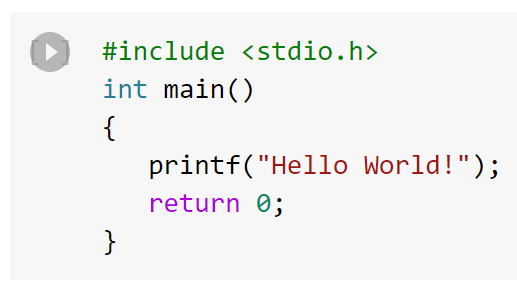 #include <stdio.h>
int main()
{
   printf("Hello World!");
   return 0;
}